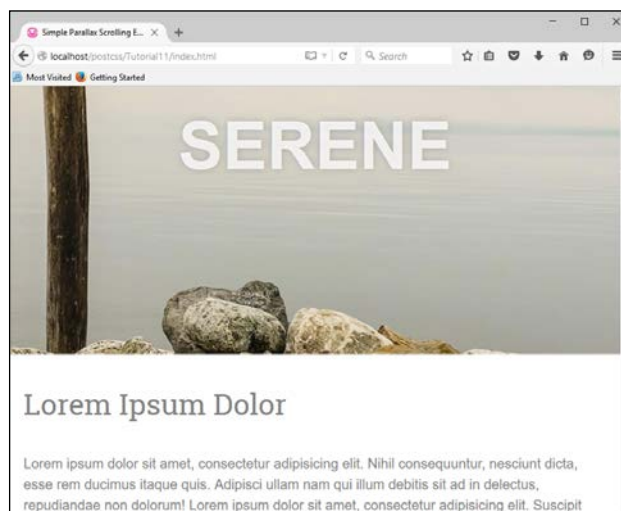 Simple Parallax Scrolling E...
localhost/postcss/Tutorial11/index.html
Search
Most Visited
Getting Started
SERENE
Lorem Ipsum Dolor
Lorem ipsum dolor sit amet, consectetur adipisicing elit. Nihil consequuntur, nesciunt dicta,
esse rem ducimus itaque quis. Adipisci ullam nam qui illum debitis sit ad in delectus,
repudiandae non dolorum! Lorem ipsum dolor sit amet, consectetur adipisicing elit. Suscipit